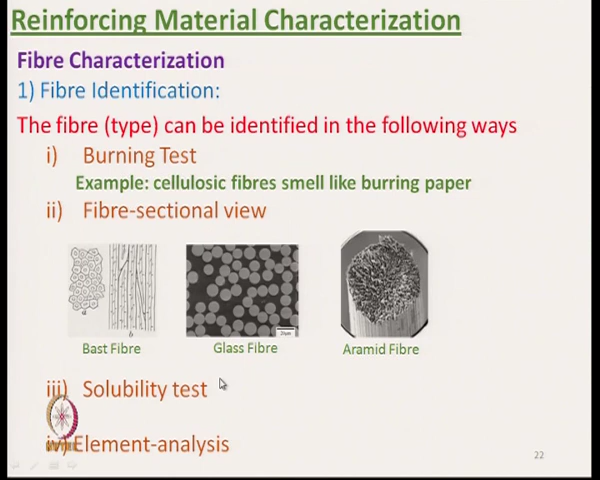 Reinforcing Material Characterization
Fibre Characterization
1) Fibre Identification:
The fibre (type) can be identified in the following ways
i) Burning Test
Example: cellulosic fibres smell like burring paper
ii) Fibre-sectional view
a
b
Bast Fibre
Glass Fibre
Aramid Fibre
iii) Solubility test
iv) Element-analysis
22